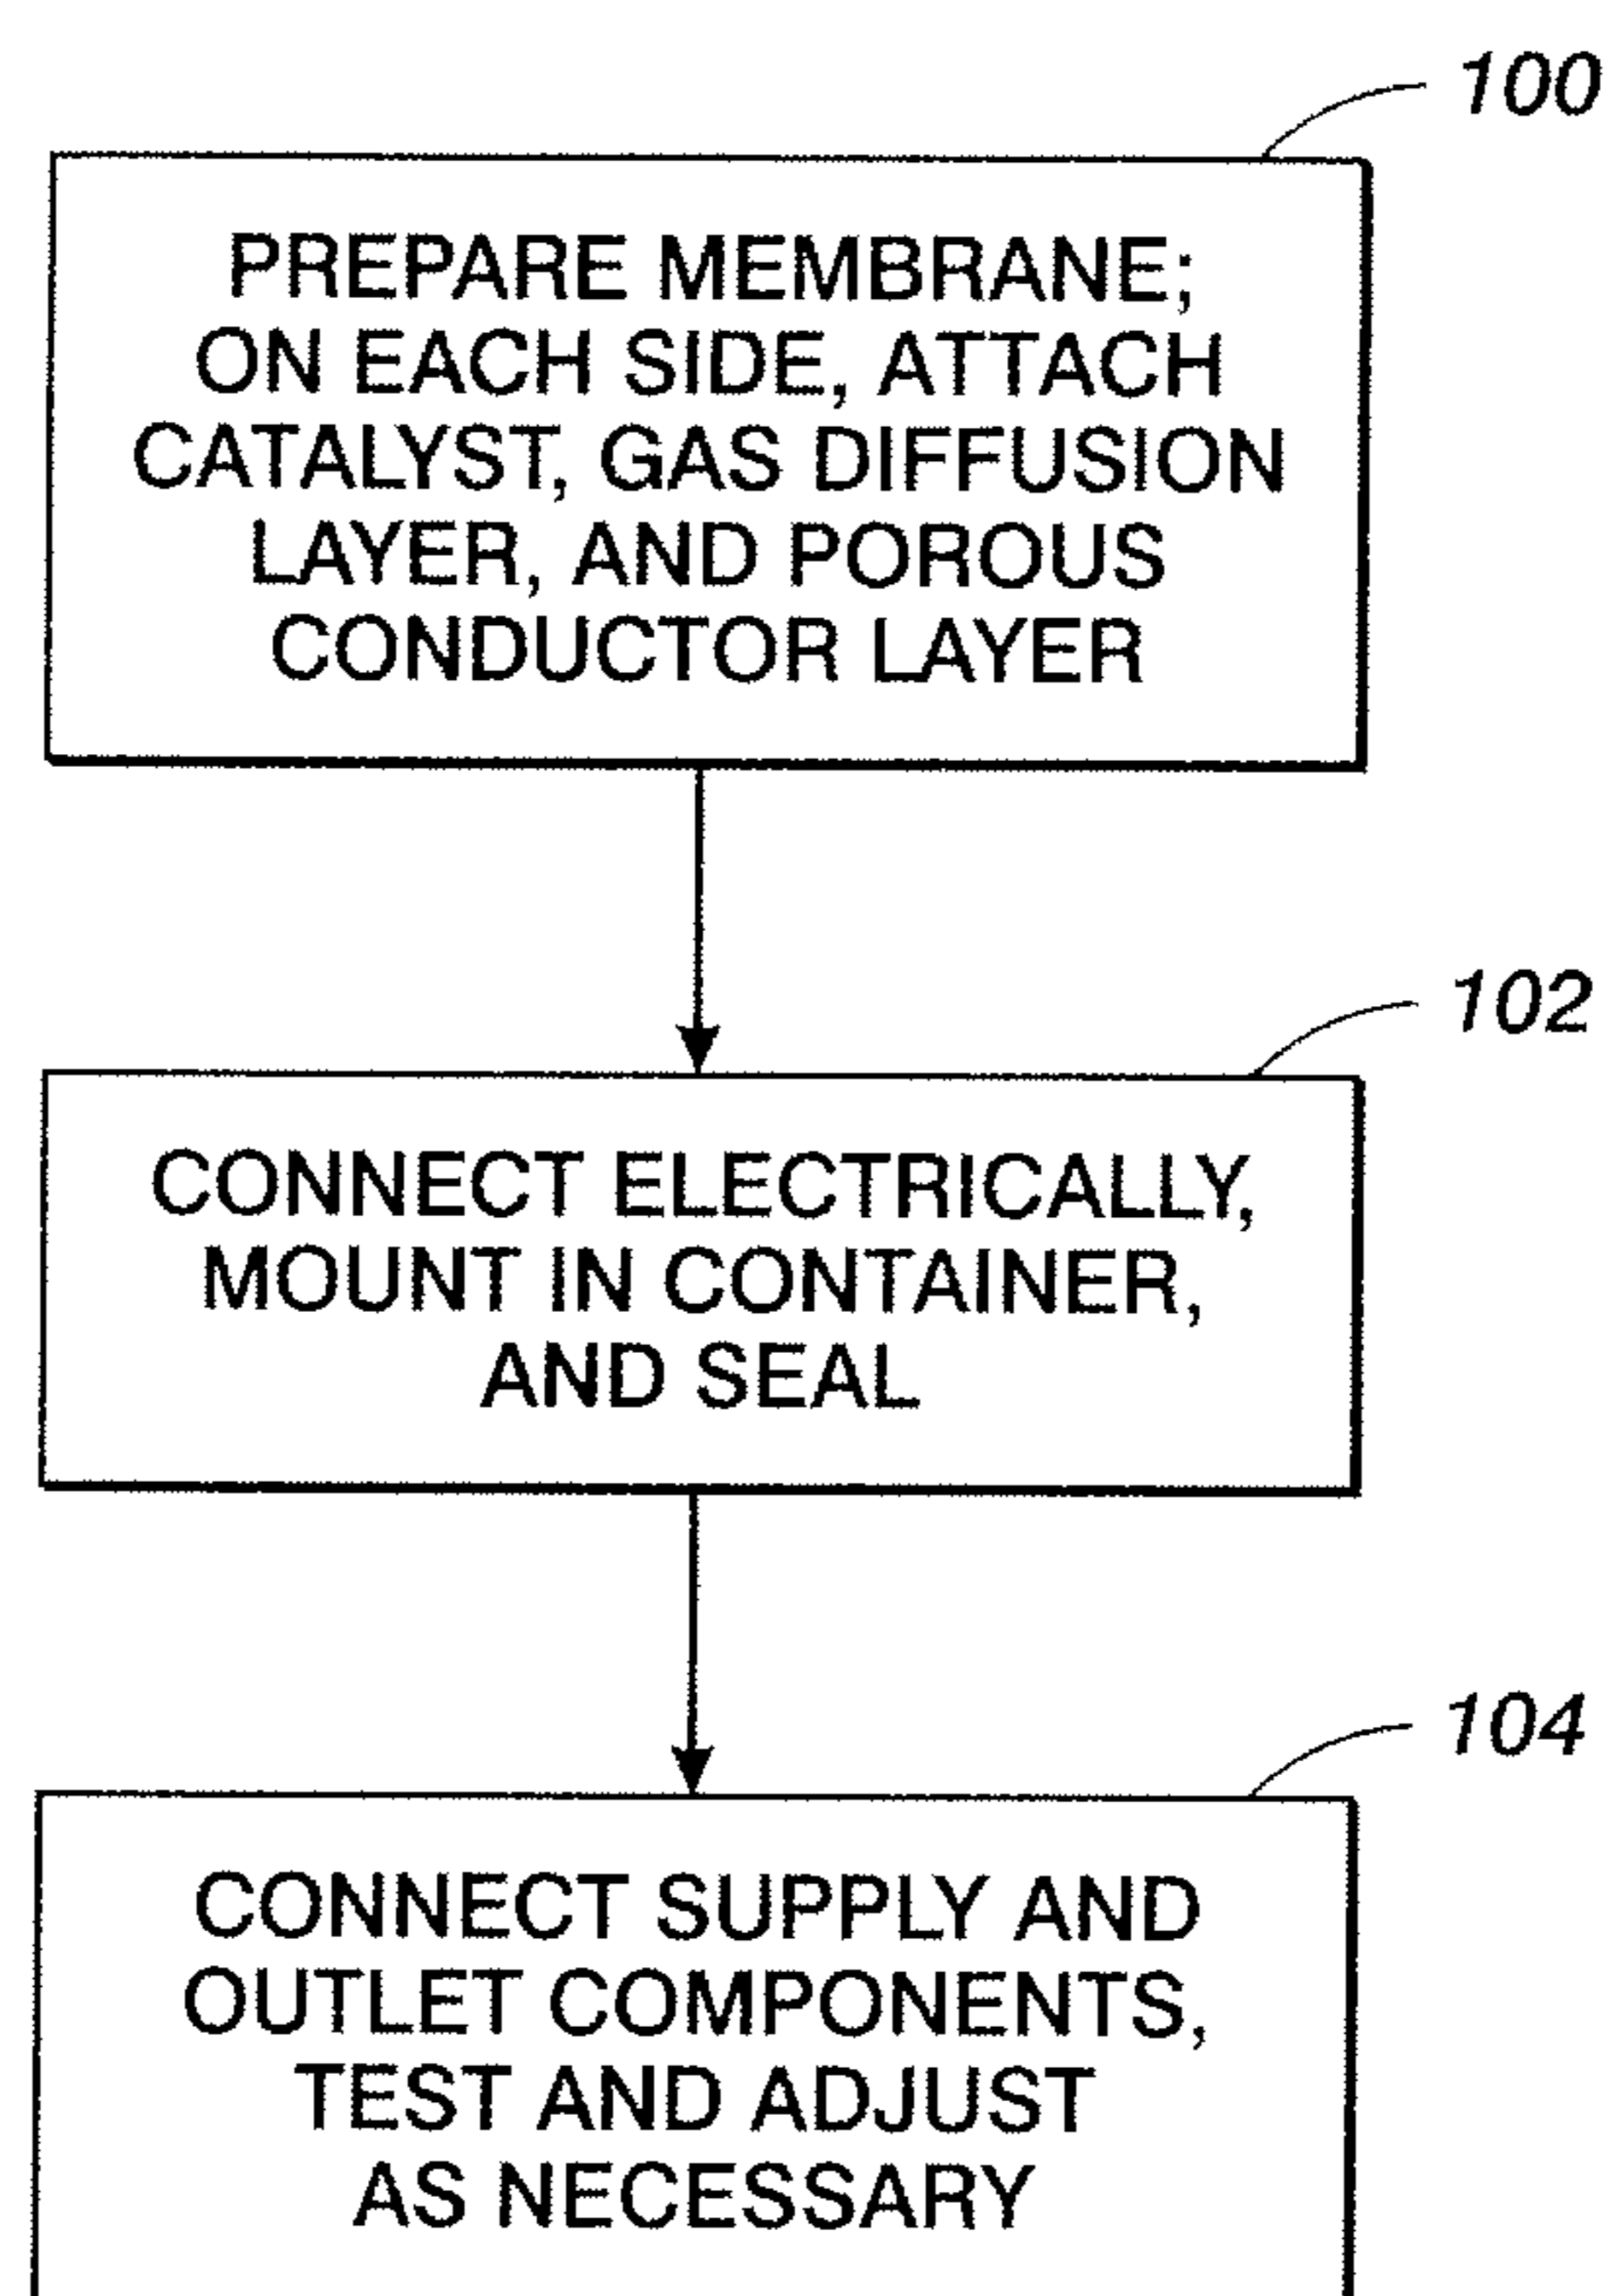 100
PREPARE MEMBRANE;
ON EACH SIDE, ATTACH
CATALYST, GAS DIFFUSION
LAYER, AND POROUS
CONDUCTOR LAYER
102
CONNECT ELECTRICALLY,
MOUNT IN CONTAINER,
AND SEAL
104
CONNECT SUPPLY AND
OUTLET COMPONENTS,
TEST AND ADJUST
AS NECESSARY